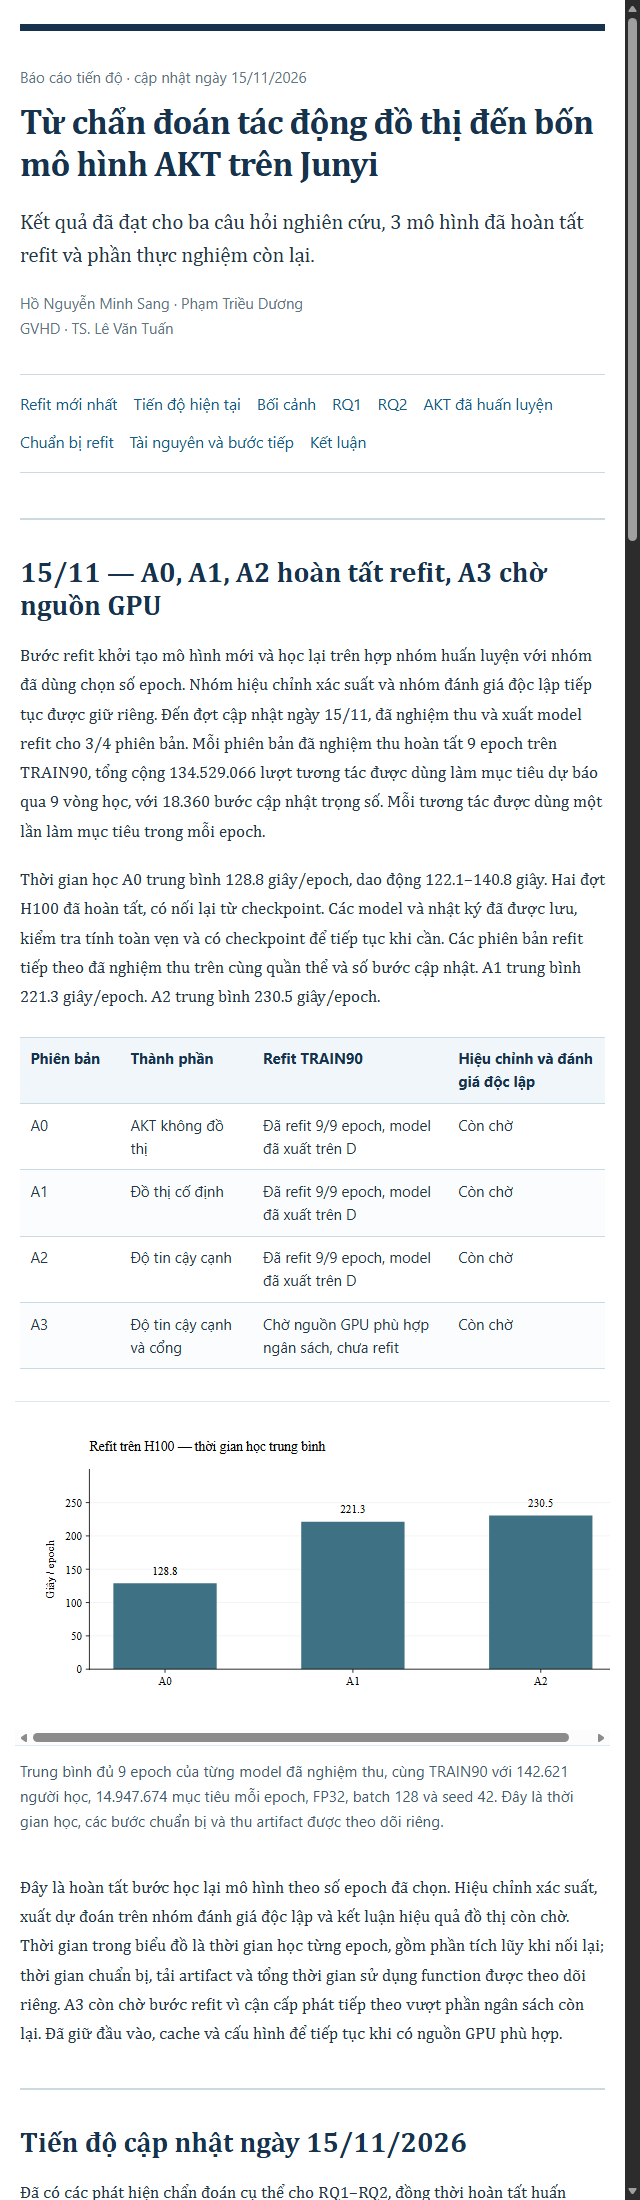 Báo cáo tiến độ · cập nhật ngày 15/11/2026
Từ chẩn đoán tác động đồ thị đến bốn
mô hình AKT trên Junyi
Kết quả đã đạt cho ba câu hỏi nghiên cứu, 3 mô hình đã hoàn tất
refit và phần thực nghiệm còn lại.
Hồ Nguyễn Minh Sang · Phạm Triều Dương
GVHD · TS. Lê Văn Tuấn
Refit mới nhất Tiến độ hiện tại Bối cảnh RQ1 RQ2 AKT đã huấn luyện
Chuẩn bị refit Tài nguyên và bước tiếp Kết luận
15/11 — A0, A1, A2 hoàn tất refit, A3 chờ
nguồn GPU
Bước refit khởi tạo mô hình mới và học lại trên hợp nhóm huấn luyện với nhóm
đã dùng chọn số epoch. Nhóm hiệu chỉnh xác suất và nhóm đánh giá độc lập tiếp
tục được giữ riêng. Đến đợt cập nhật ngày 15/11, đã nghiệm thu và xuất model
refit cho 3/4 phiên bản. Mỗi phiên bản đã nghiệm thu hoàn tất 9 epoch trên
TRAIN90, tổng cộng 134.529.066 lượt tương tác được dùng làm mục tiêu dự báo
qua 9 vòng học, với 18.360 bước cập nhật trọng số. Mỗi tương tác được dùng một
lần làm mục tiêu trong mỗi epoch.
Thời gian học A0 trung bình 128.8 giây/epoch, dao động 122.1–140.8 giây. Hai đợt
H100 đã hoàn tất, có nối lại từ checkpoint. Các model và nhật ký đã được lưu,
kiểm tra tính toàn vẹn và có checkpoint để tiếp tục khi cần. Các phiên bản refit
tiếp theo đã nghiệm thu trên cùng quần thể và số bước cập nhật. A1 trung bình
221.3 giây/epoch. A2 trung bình 230.5 giây/epoch.
Phiên bản Thành phần Refit TRAIN90 Hiệu chỉnh và đánh
giá độc lập
A0 AKT không đồ Đã refit 9/9 epoch, model Còn chờ
thị đã xuất trên D
A1 Đồ thị cố định Đã refit 9/9 epoch, model Còn chờ
đã xuất trên D
A2 Độ tin cậy cạnh Đã refit 9/9 epoch, model Còn chờ
đã xuất trên D
A3 Độ tin cậy cạnh Chờ nguồn GPU phù hợp Còn chờ
và cổng ngân sách, chưa refit
Refit trên H100 — thời gian học trung bình
Giây / epoch
250
200
150
100
50
0
128.8
221.3
230.5
A0 A1 A2
Trung bình đủ 9 epoch của từng model đã nghiệm thu, cùng TRAIN90 với 142.621
người học, 14.947.674 mục tiêu mỗi epoch, FP32, batch 128 và seed 42. Đây là thời
gian học, các bước chuẩn bị và thu artifact được theo dõi riêng.
Đây là hoàn tất bước học lại mô hình theo số epoch đã chọn. Hiệu chỉnh xác suất,
xuất dự đoán trên nhóm đánh giá độc lập và kết luận hiệu quả đồ thị còn chờ.
Thời gian trong biểu đồ là thời gian học từng epoch, gồm phần tích lũy khi nối lại;
thời gian chuẩn bị, tải artifact và tổng thời gian sử dụng function được theo dõi
riêng. A3 còn chờ bước refit vì cận cấp phát tiếp theo vượt phần ngân sách còn
lại. Đã giữ đầu vào, cache và cấu hình để tiếp tục khi có nguồn GPU phù hợp.
Tiến độ cập nhật ngày 15/11/2026
Đã có các phát hiện chẩn đoán cụ thể cho RQ1–RQ2, đồng thời hoàn tất huấn